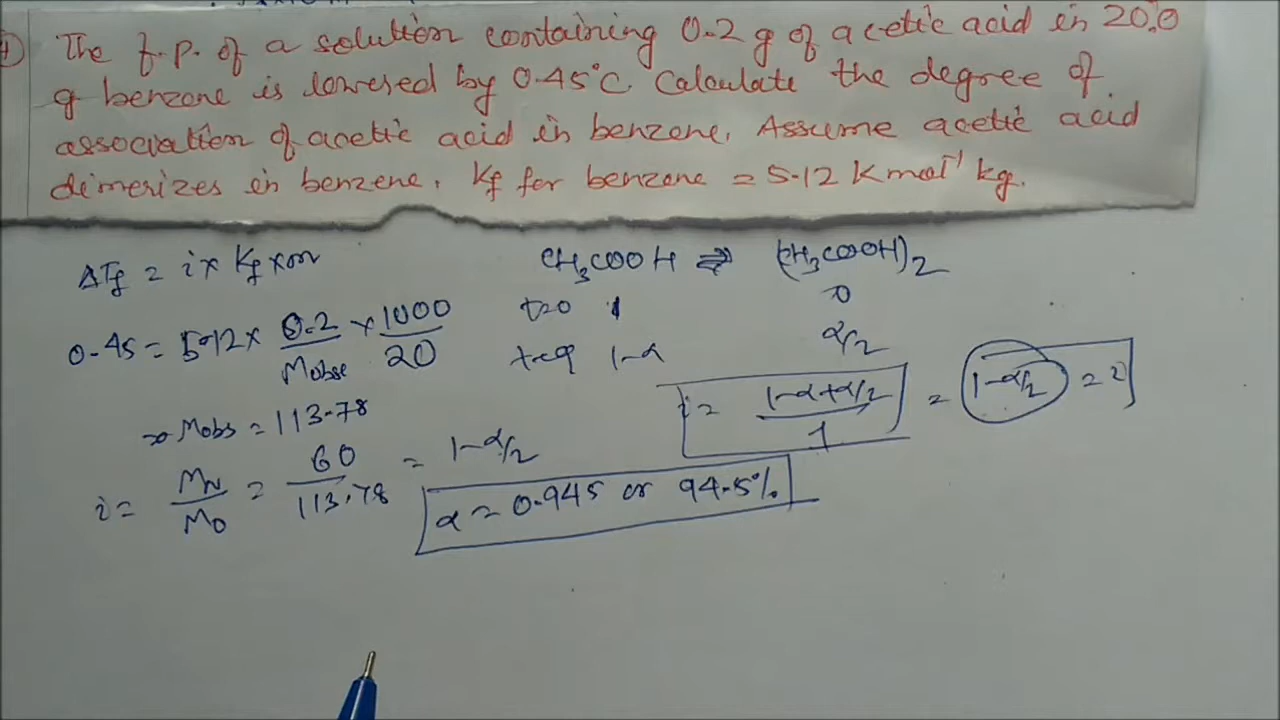 The f.p. of a solution containing 0.2 g of acetic acid in 20.0
g benzene is lowered by 0.45°C. Calculate the degree of
association of acetic acid in benzene. Assume acetic acid
dimerizes in benzene. Kf for benzene = 5.12 K mol⁻¹ kg.
ΔTf = i × Kf × m
CH₃COOH ⇌ (CH₃COOH)₂
t=0 1 0
0.45 = 5.12 × 0.2/Mobse × 1000/20
t=eq 1-α α/2
i = 1-α+α/2 / 1 = 1-α/2 = i
⇒ Mobs = 113.78
i = MN/MO = 60/113.78 = 1-α/2
α = 0.945 or 94.5%